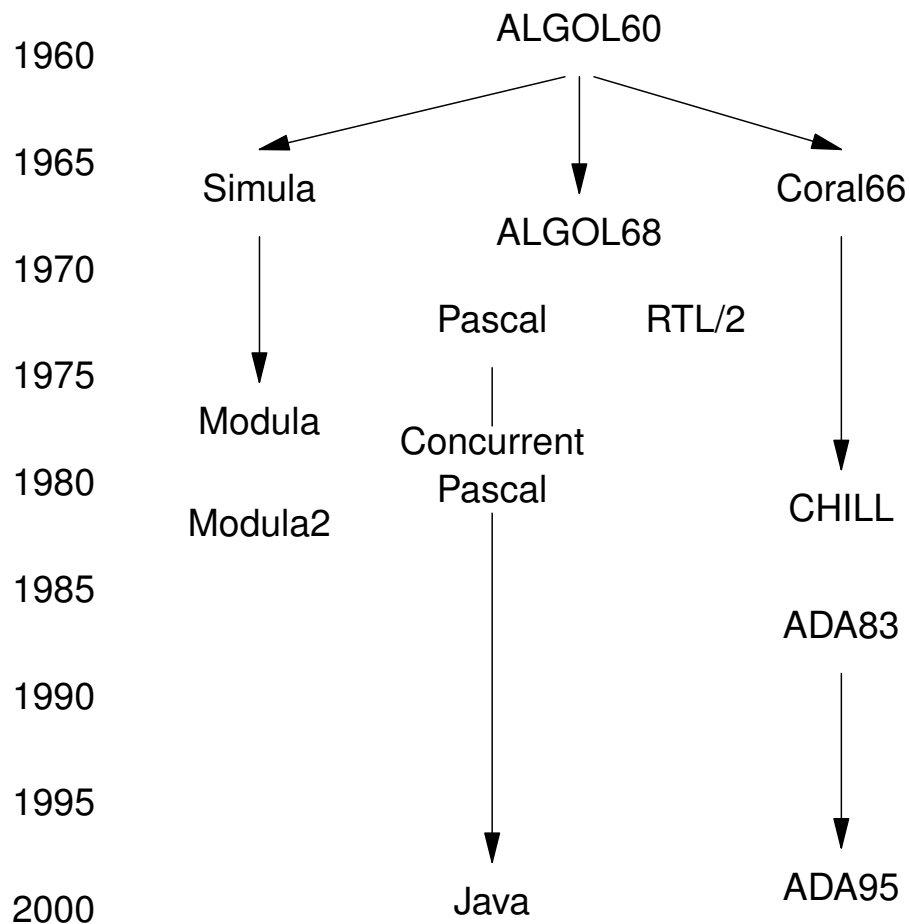 ALGOL60
1960
1965
Simula
Coral66
ALGOL68
1970
Pascal
RTL/2
1975
Modula
Concurrent
Pascal
1980
CHILL
Modula2
1985
ADA83
1990
1995
ADA95
Java
2000